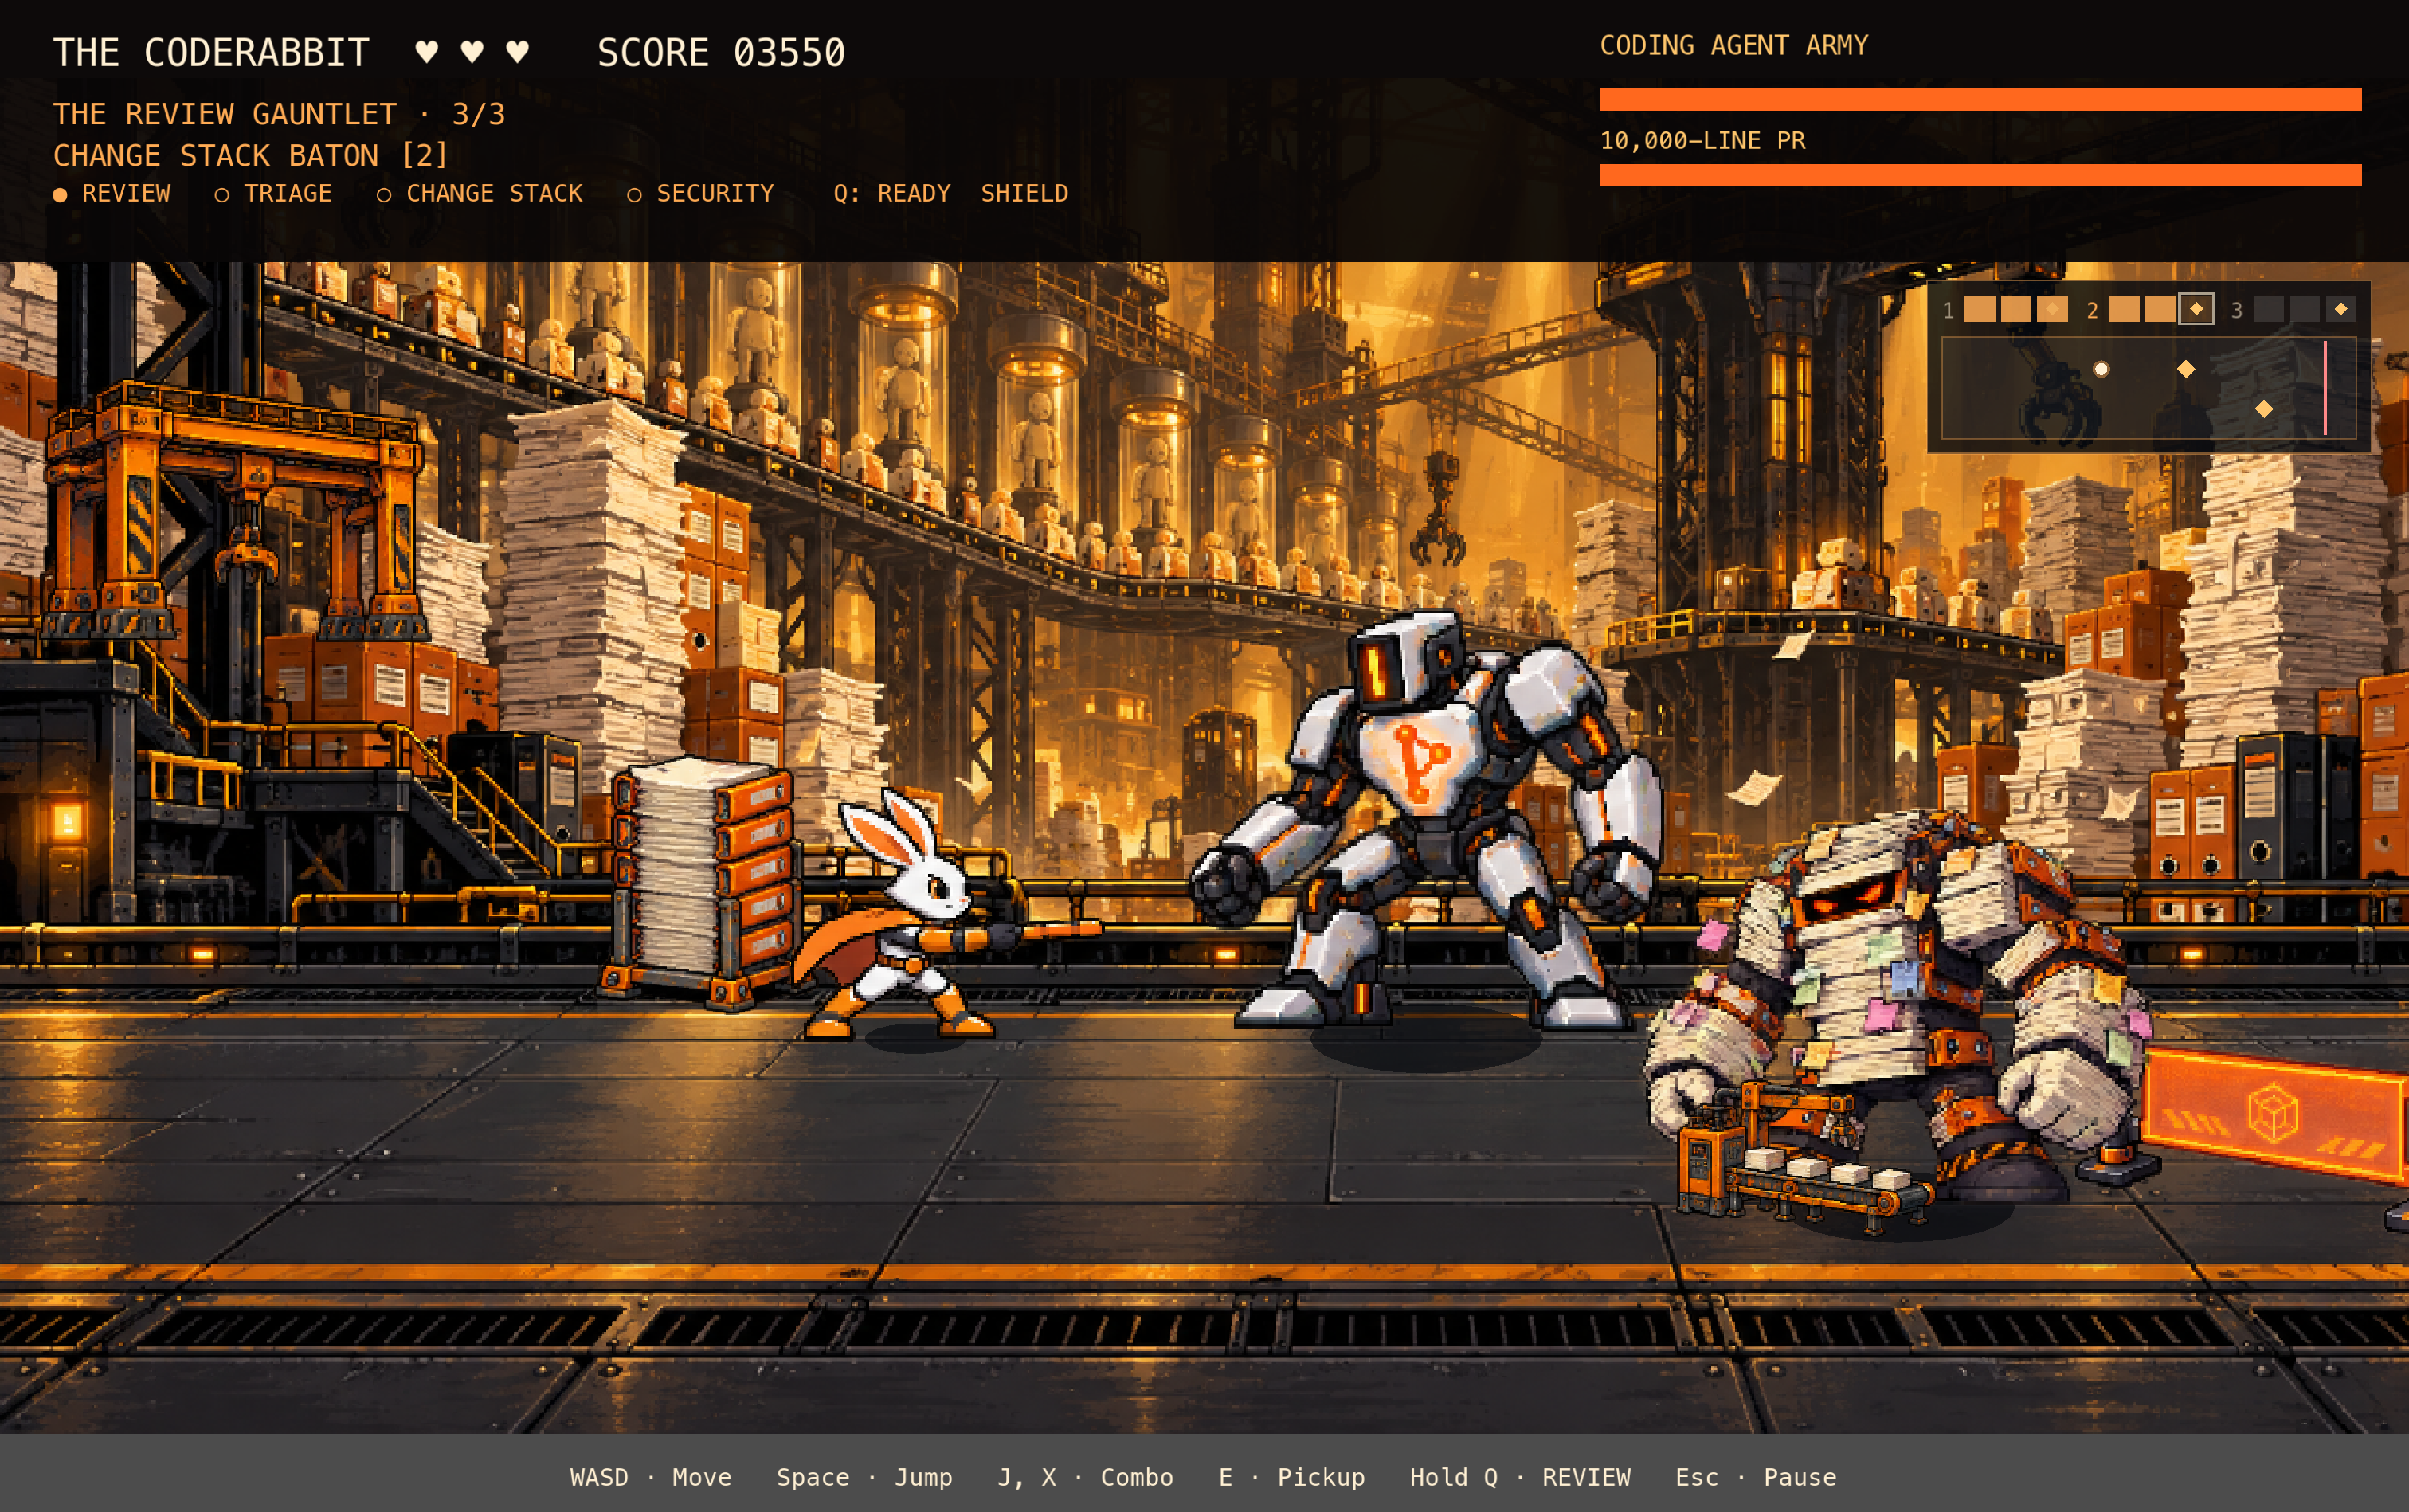 THE CODERABBIT ♥ ♥ ♥ SCORE 03550
THE REVIEW GAUNTLET · 3/3
CHANGE STACK BATON [2]
● REVIEW ○ TRIAGE ○ CHANGE STACK ○ SECURITY Q: READY SHIELD
CODING AGENT ARMY
10,000–LINE PR
1 2 3
WASD · Move Space · Jump J, X · Combo E · Pickup Hold Q · REVIEW Esc · Pause